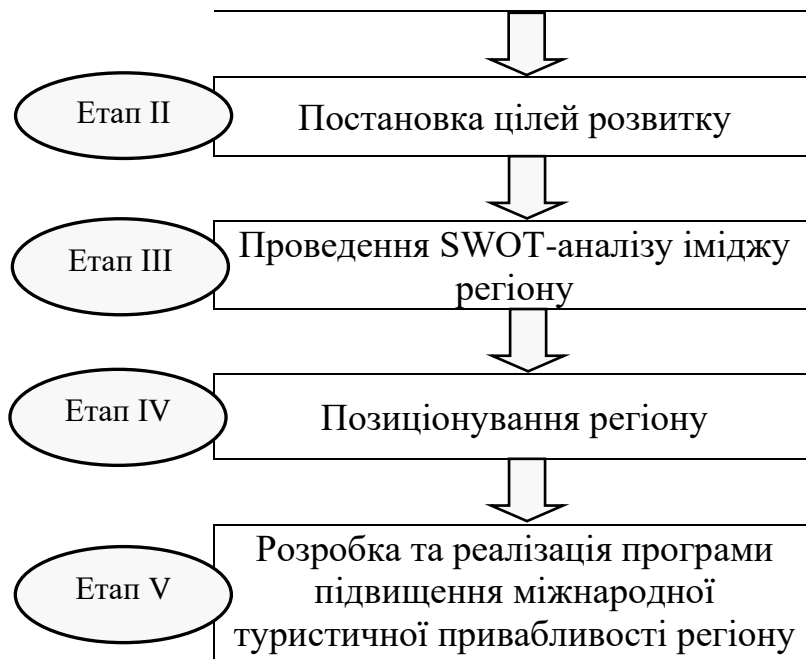 Етап II
Постановка цілей розвитку
Етап III
Проведення SWOT-аналізу іміджу
регіону
Етап IV
Позиціонування регіону
Етап V
Розробка та реалізація програми
підвищення міжнародної
туристичної привабливості регіону